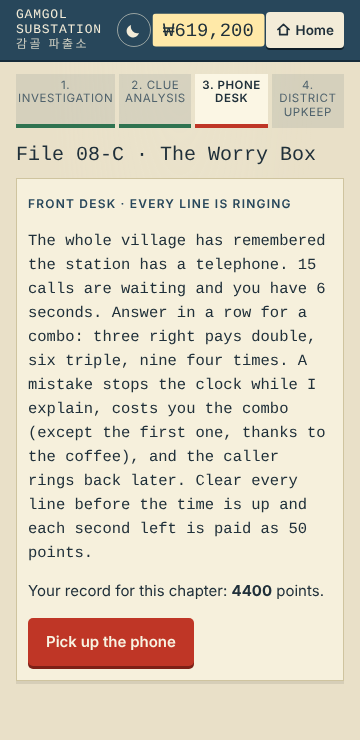 GAMGOL
SUBSTATION
감골 파출소
₩619,200
Home
1.
INVESTIGATION
2. CLUE
ANALYSIS
3. PHONE
DESK
4.
DISTRICT
UPKEEP
File 08-C · The Worry Box
FRONT DESK · EVERY LINE IS RINGING
The whole village has remembered
the station has a telephone. 15
calls are waiting and you have 6
seconds. Answer in a row for a
combo: three right pays double,
six triple, nine four times. A
mistake stops the clock while I
explain, costs you the combo
(except the first one, thanks to
the coffee), and the caller
rings back later. Clear every
line before the time is up and
each second left is paid as 50
points.
Your record for this chapter: 4400 points.
Pick up the phone